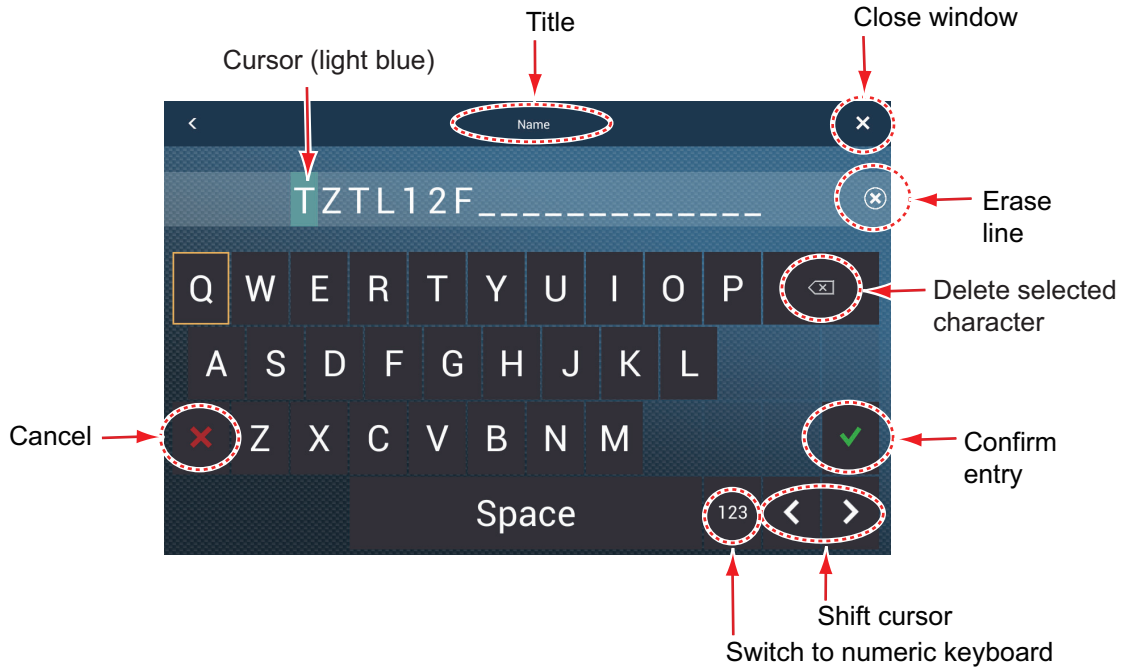 Title
Close window
Cursor (light blue)
Name
TZTL12F_____________
Erase
line
Q W E R T Y U I O P
Delete selected
character
A S D F G H J K L
Cancel
Z X C V B N M
Confirm
entry
Space
123
Shift cursor
Switch to numeric keyboard